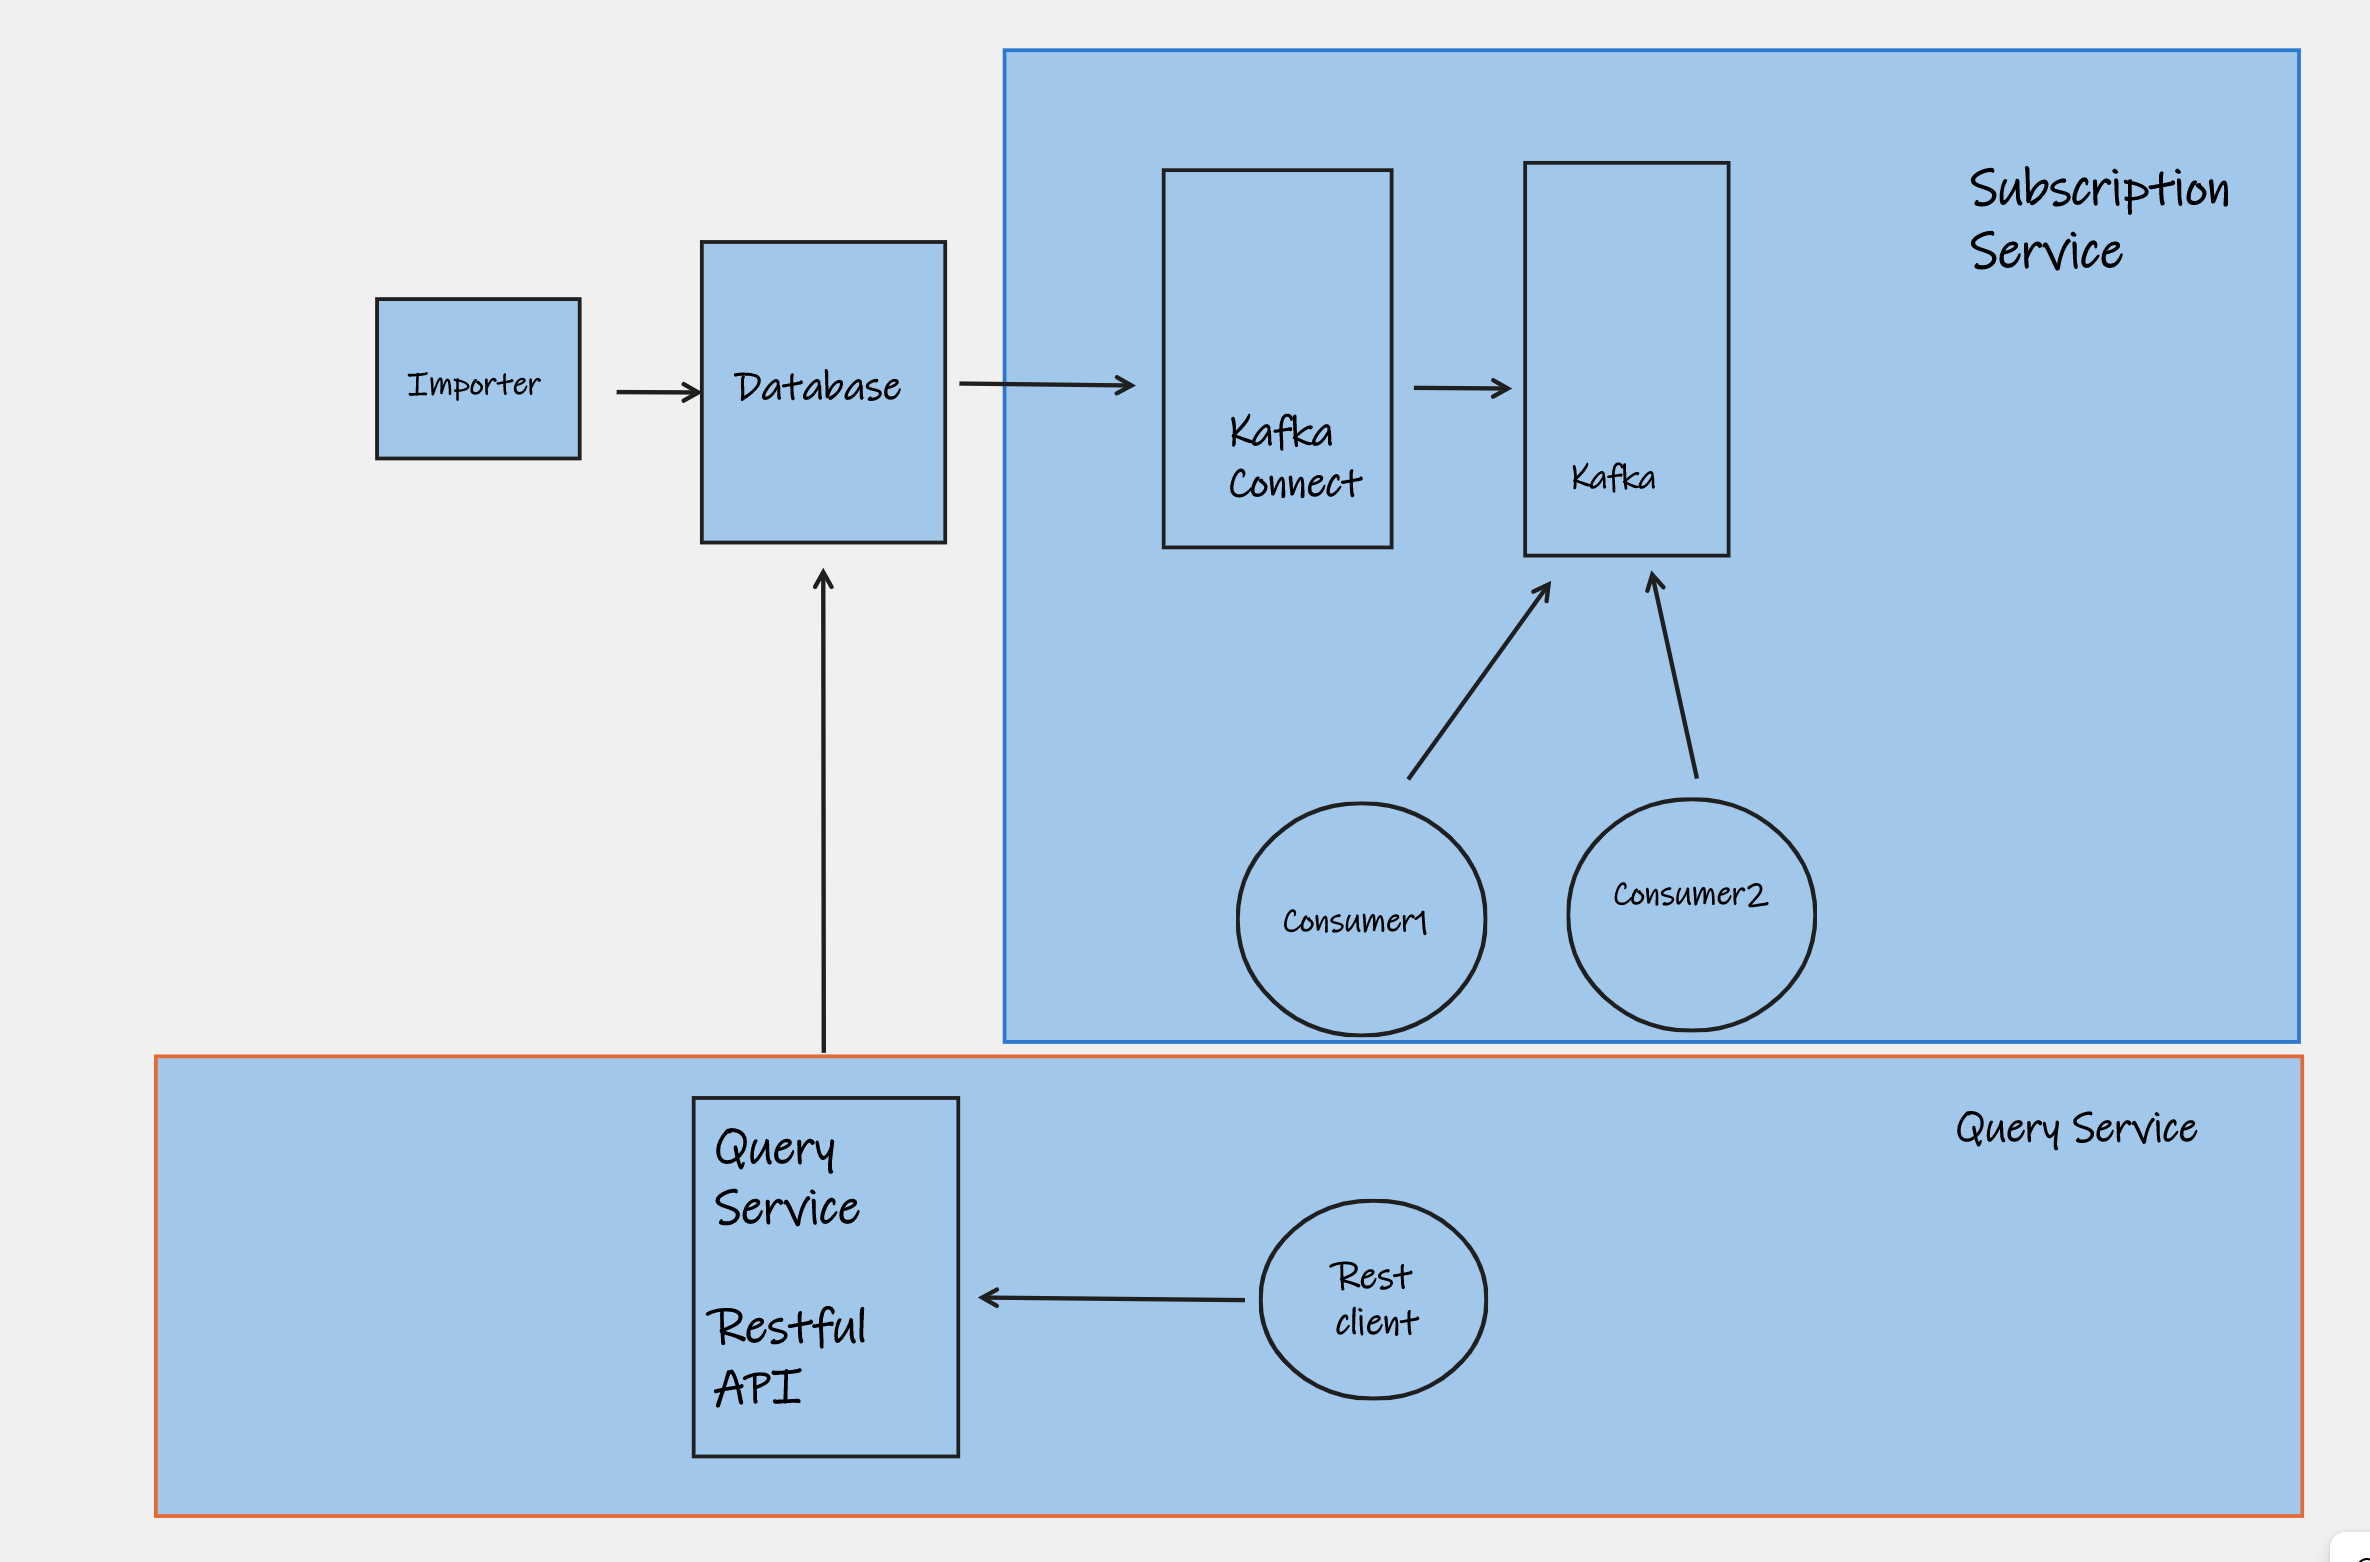 Subscription
Service
Importer
Database
Kafka
Connect
Kafka
Consumer1
Consumer2
Query
Service
Restful
API
Rest
client
Query Service